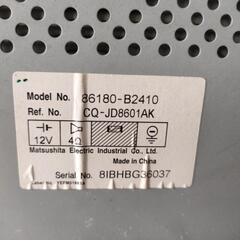 Model No. 86180-B2410
Ref. No. CQ-JD8601AK
12V 4Ω
Matsushita Electric Industrial Co., Ltd.
Made in China
Serial No. 8IBHBG36037